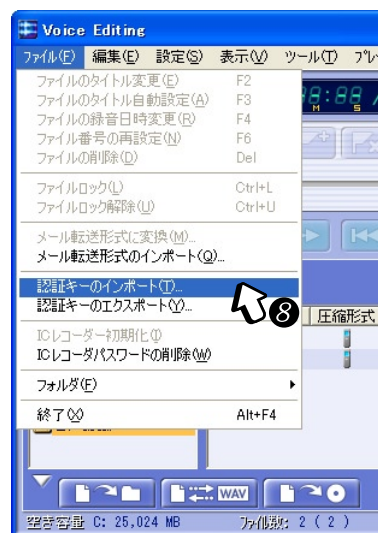 Voice Editing
ファイル(F) 編集(E) 設定(S) 表示(V) ツール(T)
ファイルのタイトル変更(E) F2
ファイルのタイトル自動設定(A) F3
ファイルの録音日時変更(R) F4
ファイル番号の再設定(N) F6
ファイルの削除(D) Del
ファイルロック(L) Ctrl+L
ファイルロック解除(U) Ctrl+U
メール転送形式に変換(M)...
メール転送形式のインポート(Q)...
認証キーのインポート(T)...
認証キーのエクスポート(Y)...
8
圧縮形式
ICレコーダー初期化(I)
ICレコーダパスワードの削除(W)
フォルダ(F)
終了(X) Alt+F4
WAV
空き容量 C: 25,024 MB ファイル数: 2 ( 2 )